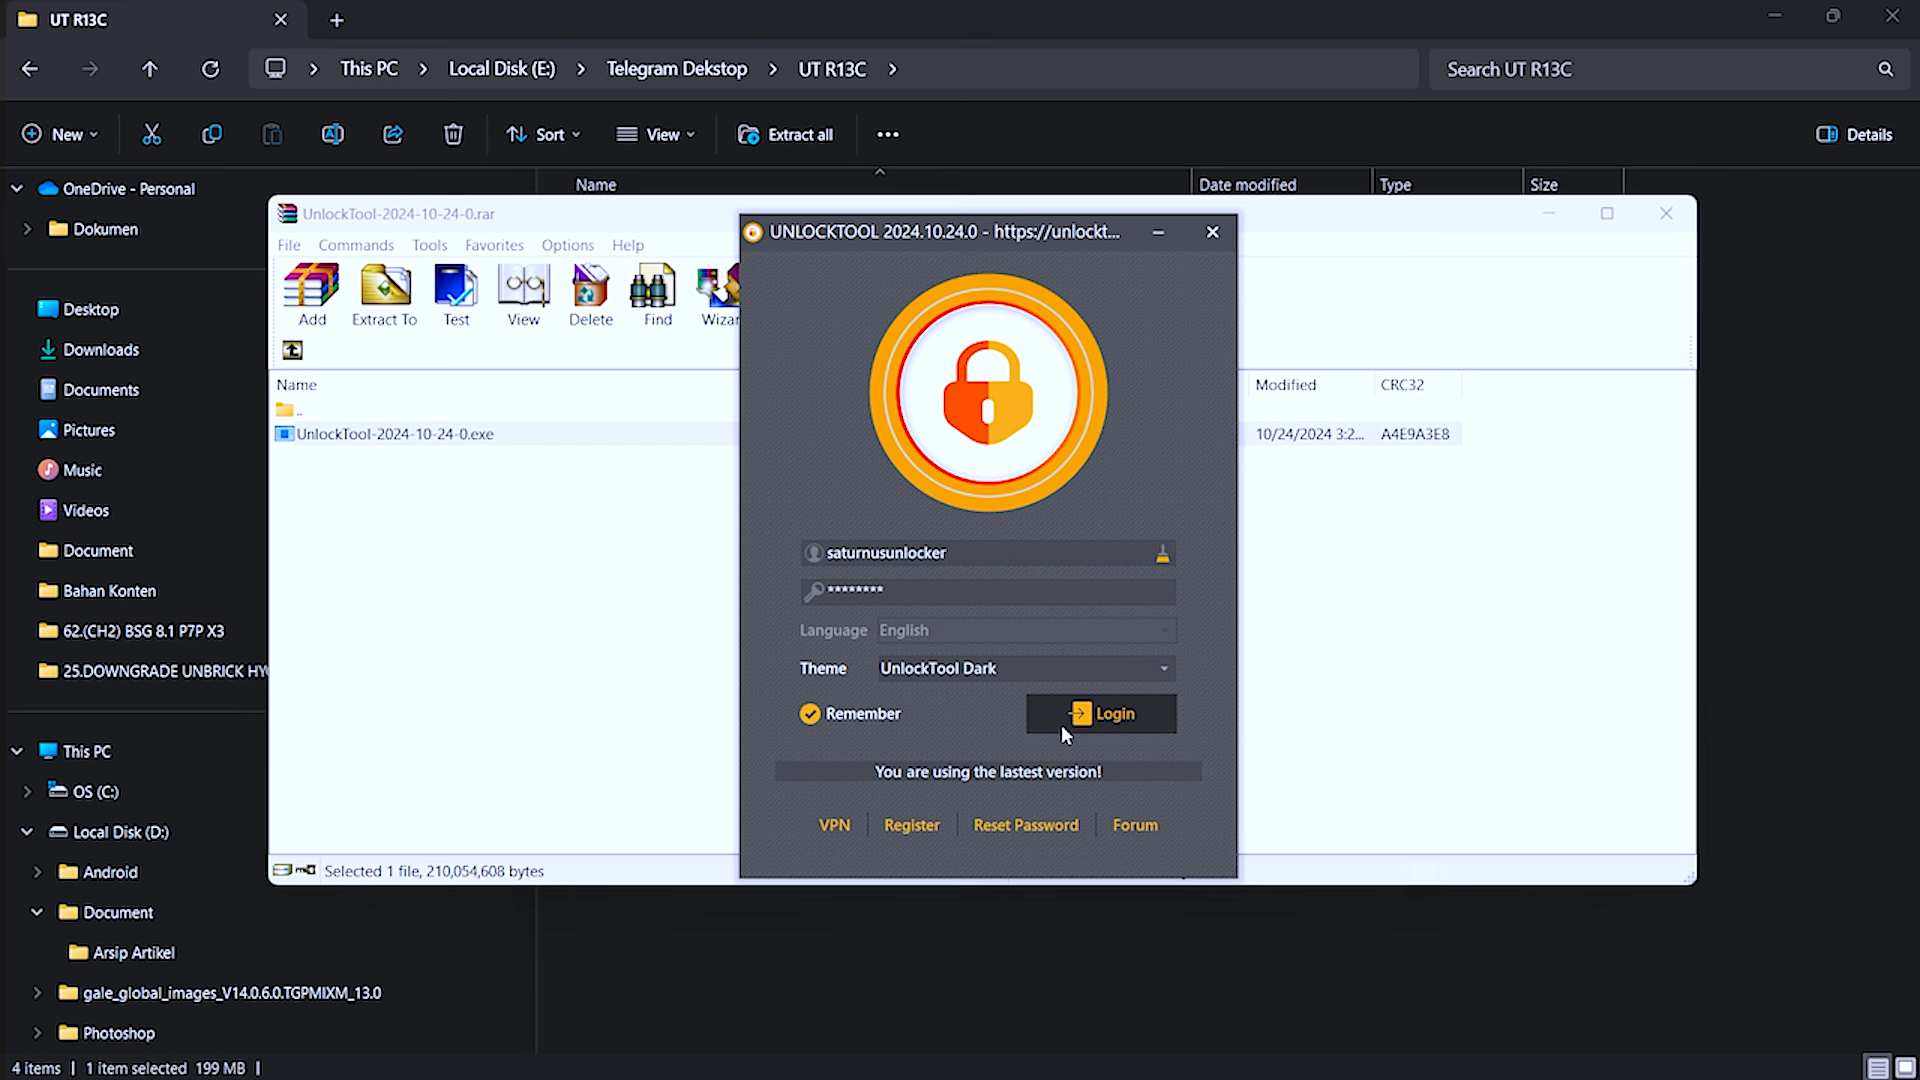 UT R13C
This PC
Local Disk (E:)
Telegram Dekstop
UT R13C
Search UT R13C
New
Sort
View
Extract all
Details
OneDrive - Personal
Dokumen
Desktop
Downloads
Documents
Pictures
Music
Videos
Document
Bahan Konten
62.(CH2) BSG 8.1 P7P X3
25.DOWNGRADE UNBRICK HY
This PC
OS (C:)
Local Disk (D:)
Android
Document
Arsip Artikel
gale_global_images_V14.0.6.0.TGPMIXM_13.0
Photoshop
4 items
1 item selected 199 MB
Name
Date modified
Type
Size
UnlockTool-2024-10-24-0.rar
File
Commands
Tools
Favorites
Options
Help
Add
Extract To
Test
View
Delete
Find
Wizar
Name
Modified
CRC32
..
UnlockTool-2024-10-24-0.exe
10/24/2024 3:2...
A4E9A3E8
Selected 1 file, 210,054,608 bytes
UNLOCKTOOL 2024.10.24.0 - https://unlockt...
saturnusunlocker
********
Language
English
Theme
UnlockTool Dark
Remember
Login
You are using the lastest version!
VPN
Register
Reset Password
Forum